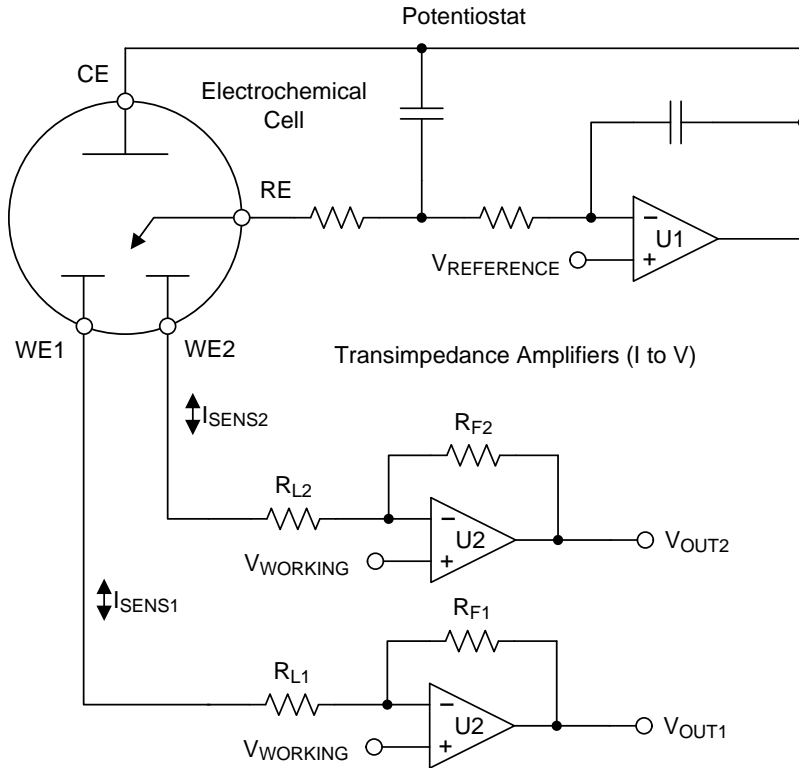 Potentiostat
CE
Electrochemical
Cell
RE
−
U1
VREFERENCE
+
WE1
WE2
Transimpedance Amplifiers (I to V)
ISENS2
RF2
RL2
−
U2
VOUT2
VWORKING
+
ISENS1
RF1
RL1
−
U2
VOUT1
VWORKING
+